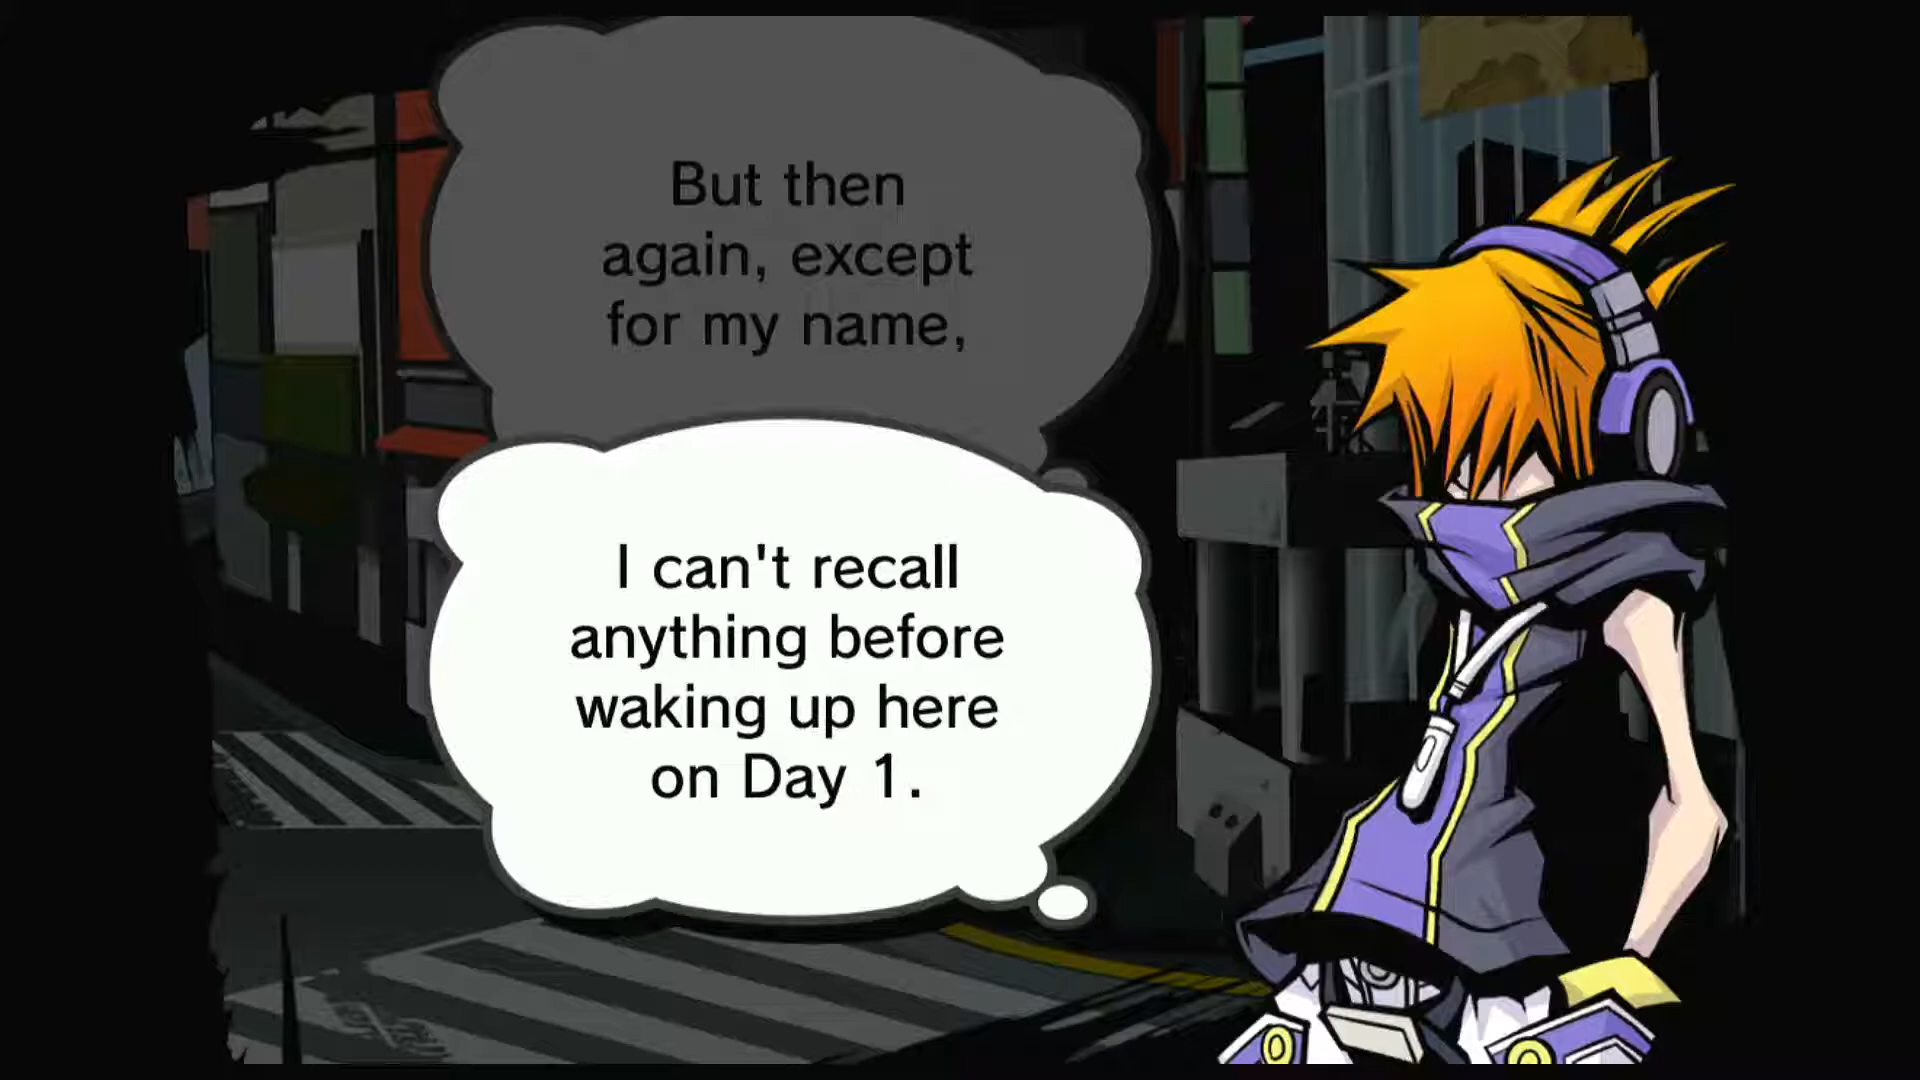 But then
again, except
for my name,
I can't recall
anything before
waking up here
on Day 1.